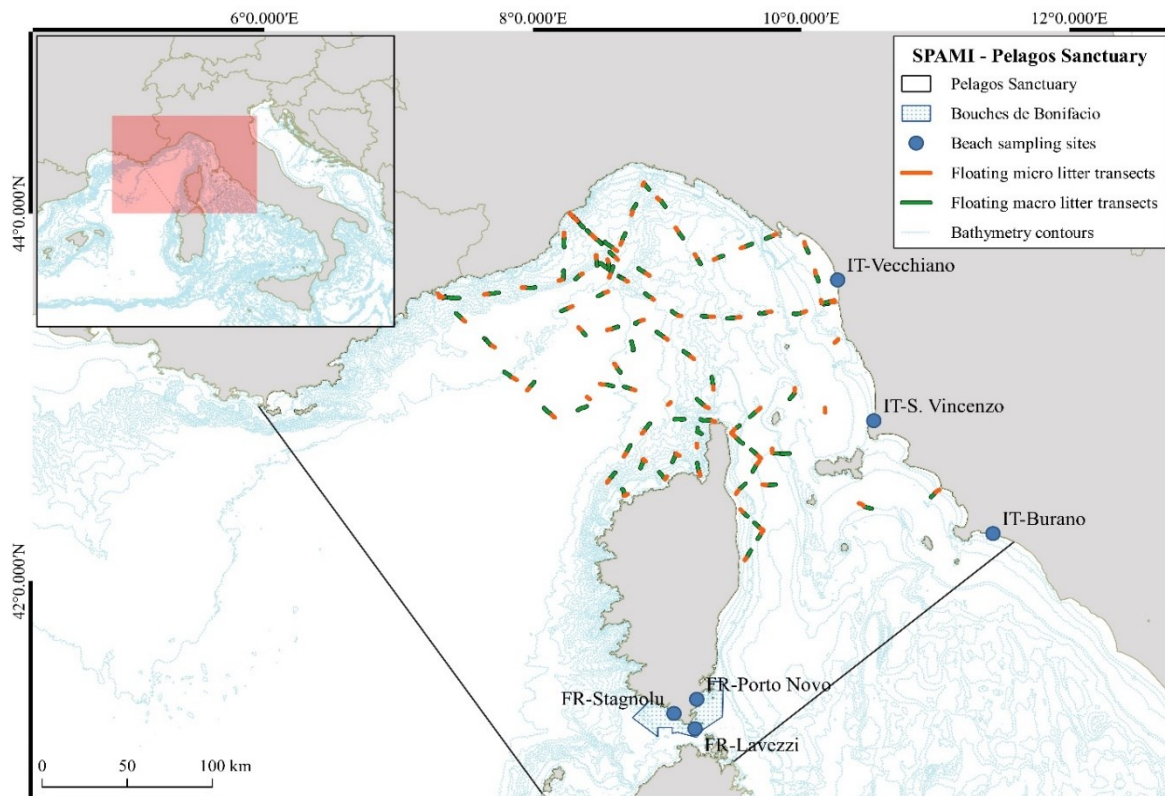 6°0.000'E 8°0.000'E 10°0.000'E 12°0.000'E
SPAMI - Pelagos Sanctuary
Pelagos Sanctuary
Bouches de Bonifacio
Beach sampling sites
Floating micro litter transects
Floating macro litter transects
Bathymetry contours
44°0.000'N
IT-Vecchiano
IT-S. Vincenzo
IT-Burano
42°0.000'N
FR-Porto Novo
FR-Stagnolu
FR-Lavezzi
0 50 100 km